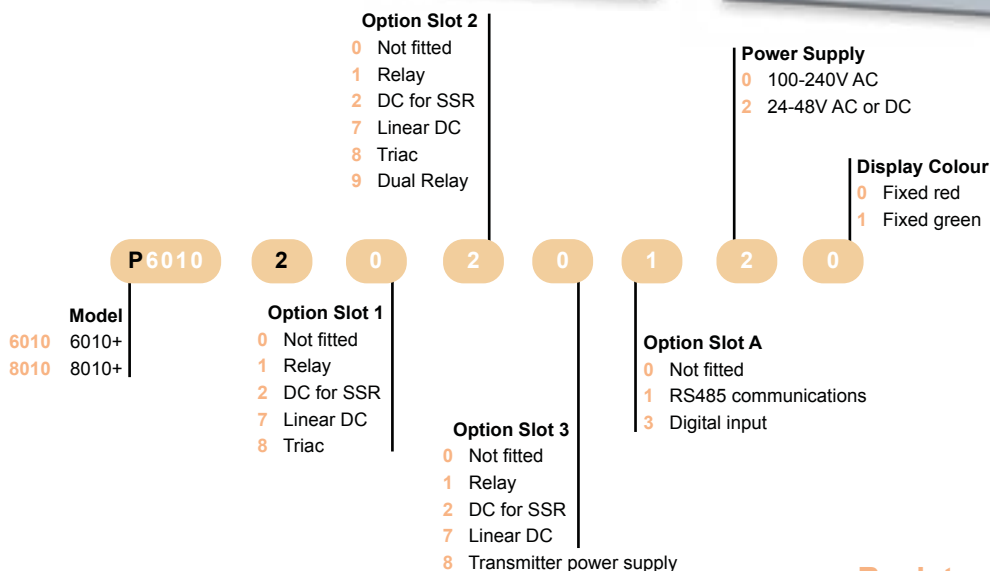 Option Slot 2
0 Not fitted
1 Relay
2 DC for SSR
7 Linear DC
8 Triac
9 Dual Relay
Power Supply
0 100-240V AC
2 24-48V AC or DC
Display Colour
0 Fixed red
1 Fixed green
P6010 2 0 2 0 1 2 0
Model
6010 6010+
8010 8010+
Option Slot 1
0 Not fitted
1 Relay
2 DC for SSR
7 Linear DC
8 Triac
Option Slot 3
0 Not fitted
1 Relay
2 DC for SSR
7 Linear DC
8 Transmitter power supply
Option Slot A
0 Not fitted
1 RS485 communications
3 Digital input